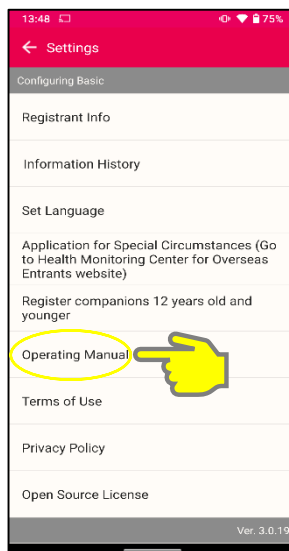 13:48 75%
← Settings
Configuring Basic
Registrant Info
Information History
Set Language
Application for Special Circumstances (Go
to Health Monitoring Center for Overseas
Entrants website)
Register companions 12 years old and
younger
Operating Manual
Terms of Use
Privacy Policy
Open Source License
Ver. 3.0.19